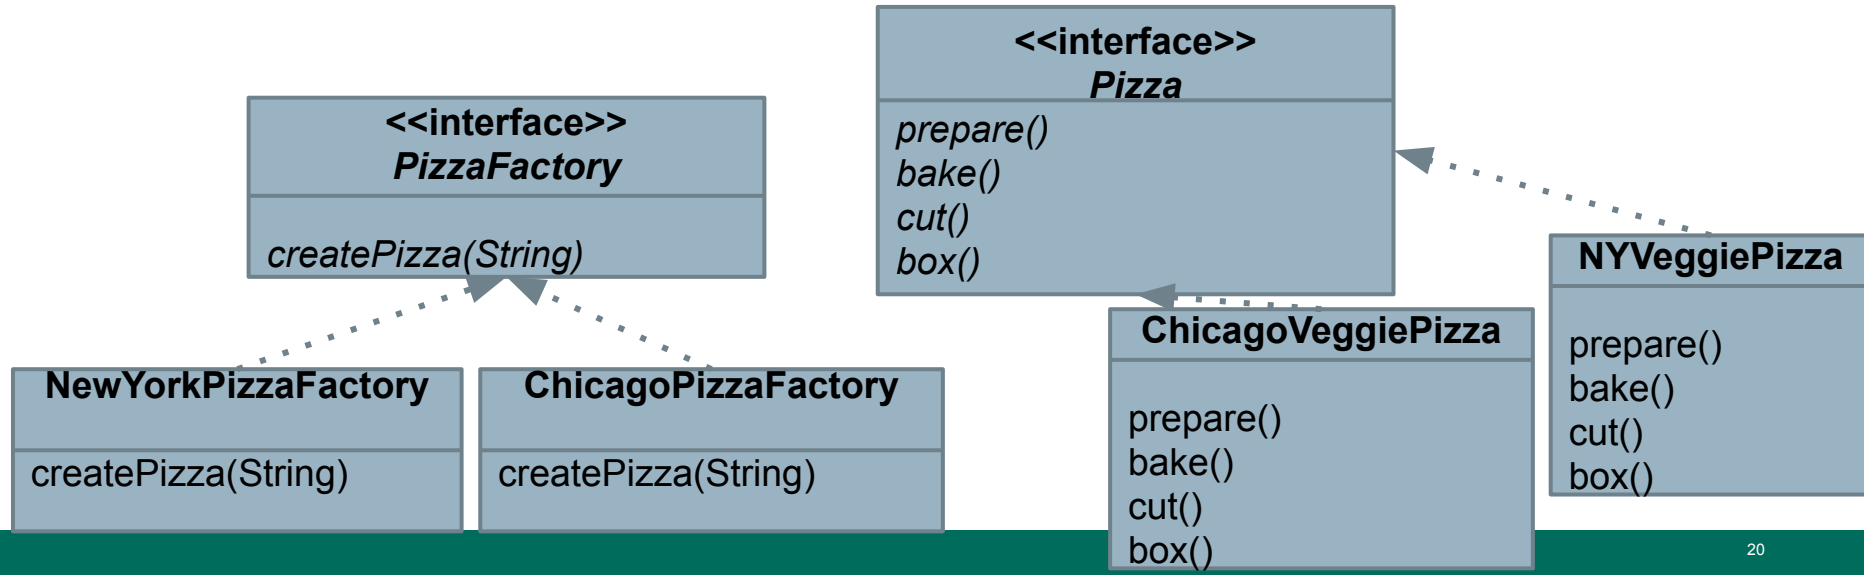 <<interface>>
PizzaFactory
createPizza(String)
NewYorkPizzaFactory
createPizza(String)
ChicagoPizzaFactory
createPizza(String)
<<interface>>
Pizza
prepare()
bake()
cut()
box()
ChicagoVeggiePizza
prepare()
bake()
cut()
box()
NYVeggiePizza
prepare()
bake()
cut()
box()
20